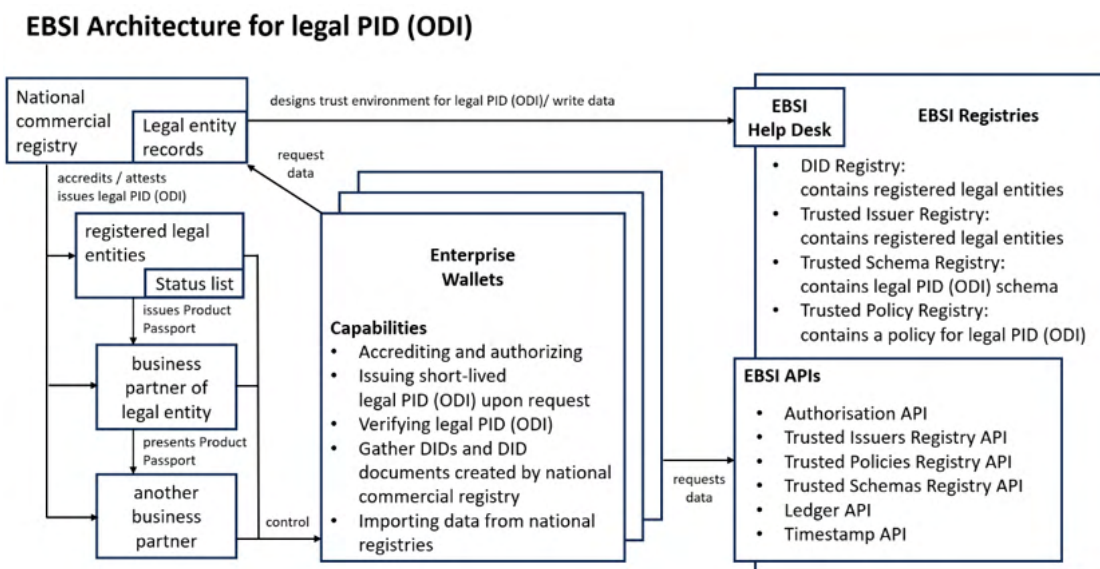 EBSI Architecture for legal PID (ODI)
National
commercial
registry
Legal entity
records
designs trust environment for legal PID (ODI)/ write data
EBSI
Help Desk
EBSI Registries
• DID Registry:
contains registered legal entities
• Trusted Issuer Registry:
contains registered legal entities
• Trusted Schema Registry:
contains legal PID (ODI) schema
• Trusted Policy Registry:
contains a policy for legal PID (ODI)
request
data
accredits / attests
issues legal PID (ODI)
registered legal
entities
Status list
issues Product
Passport
business
partner of
legal entity
presents Product
Passport
another
business
partner
control
Enterprise
Wallets
Capabilities
• Accrediting and authorizing
• Issuing short-lived
legal PID (ODI) upon request
• Verifying legal PID (ODI)
• Gather DIDs and DID
documents created by national
commercial registry
• Importing data from national
registries
requests
data
EBSI APIs
• Authorisation API
• Trusted Issuers Registry API
• Trusted Policies Registry API
• Trusted Schemas Registry API
• Ledger API
• Timestamp API